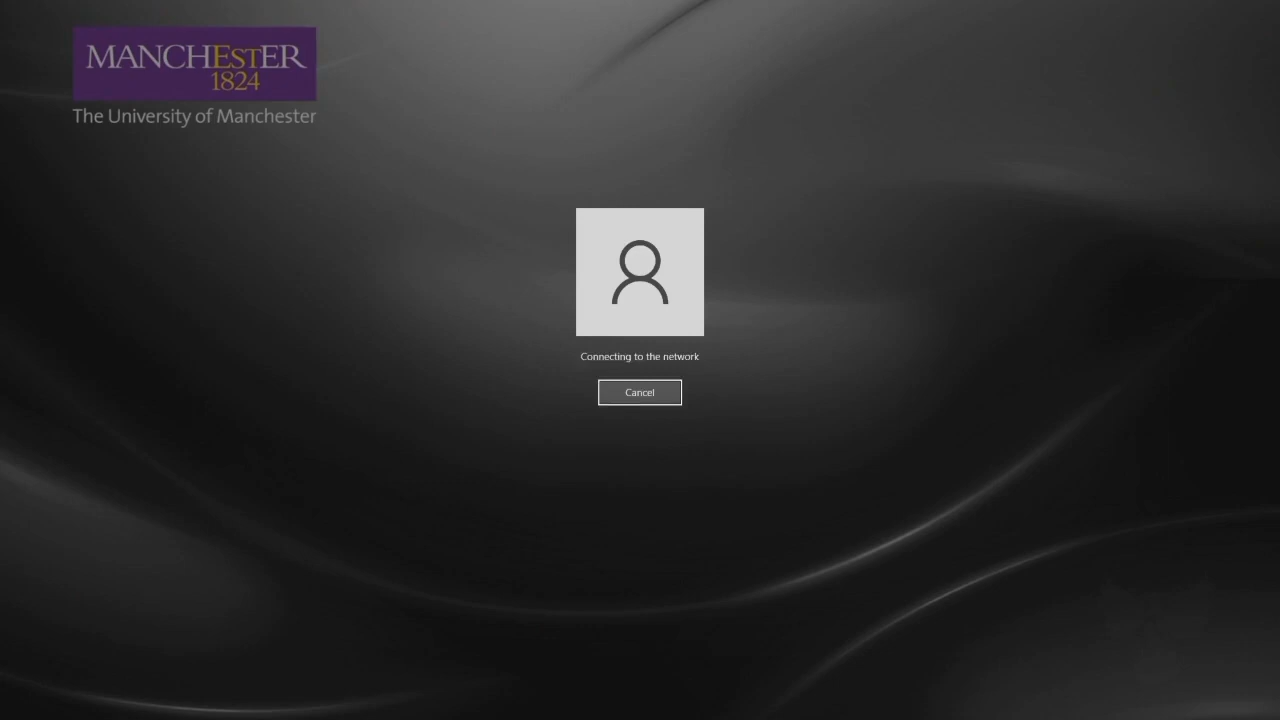 MANCHESTER
1824
The University of Manchester
Connecting to the network
Cancel